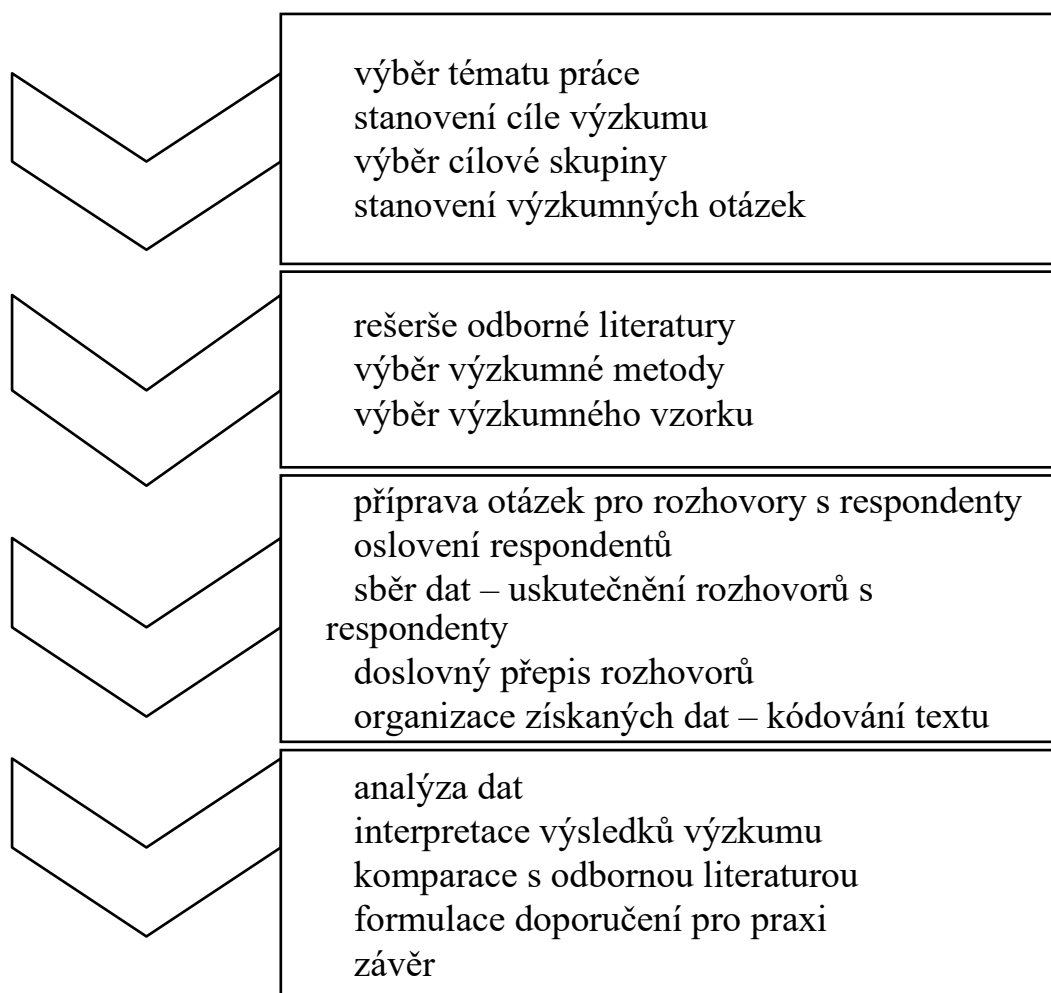 výběr tématu práce
stanovení cíle výzkumu
výběr cílové skupiny
stanovení výzkumných otázek
rešerše odborné literatury
výběr výzkumné metody
výběr výzkumného vzorku
příprava otázek pro rozhovory s respondenty
oslovení respondentů
sběr dat – uskutečnění rozhovorů s
respondenty
doslovný přepis rozhovorů
organizace získaných dat – kódování textu
analýza dat
interpretace výsledků výzkumu
komparace s odbornou literaturou
formulace doporučení pro praxi
závěr